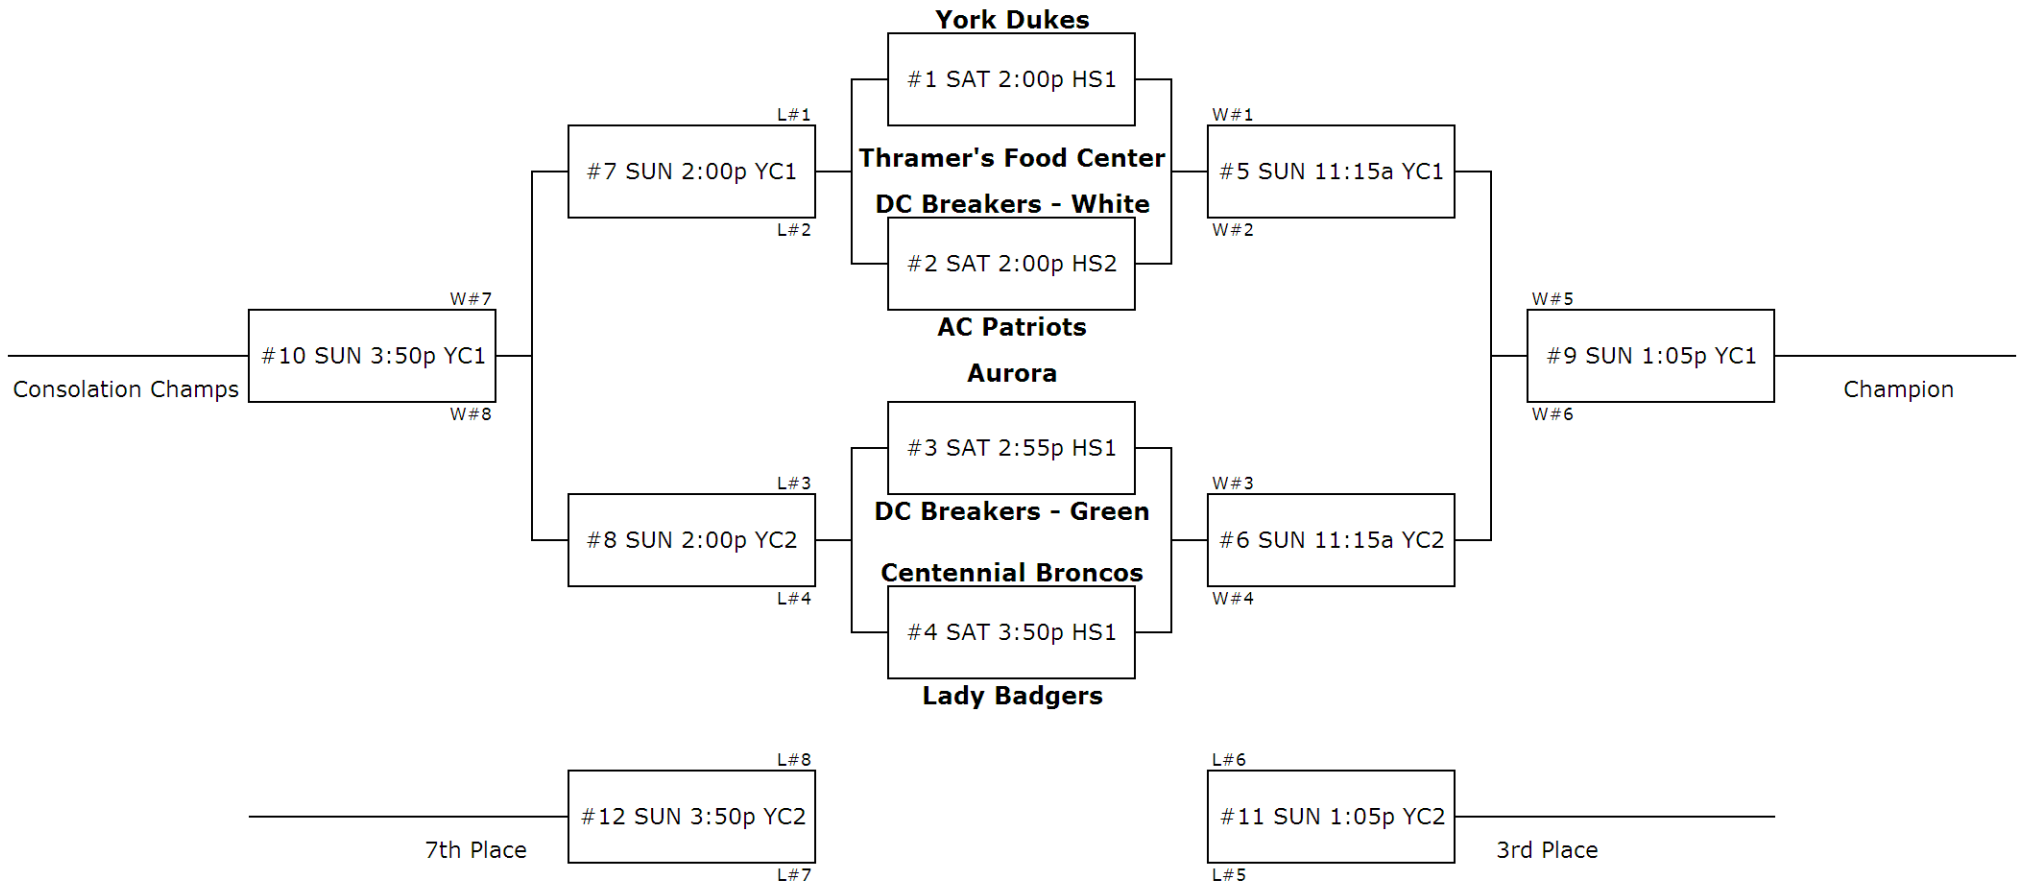 York Dukes
#1 SAT 2:00p HS1
L#1
W#1
#7 SUN 2:00p YC1
Thramer's Food Center
#5 SUN 11:15a YC1
DC Breakers - White
L#2
W#2
#2 SAT 2:00p HS2
W#7
W#5
AC Patriots
#10 SUN 3:50p YC1
#9 SUN 1:05p YC1
Aurora
Consolation Champs
Champion
W#8
W#6
#3 SAT 2:55p HS1
L#3
W#3
DC Breakers - Green
#8 SUN 2:00p YC2
#6 SUN 11:15a YC2
Centennial Broncos
L#4
W#4
#4 SAT 3:50p HS1
Lady Badgers
L#8
L#6
#12 SUN 3:50p YC2
#11 SUN 1:05p YC2
7th Place
3rd Place
L#7
L#5